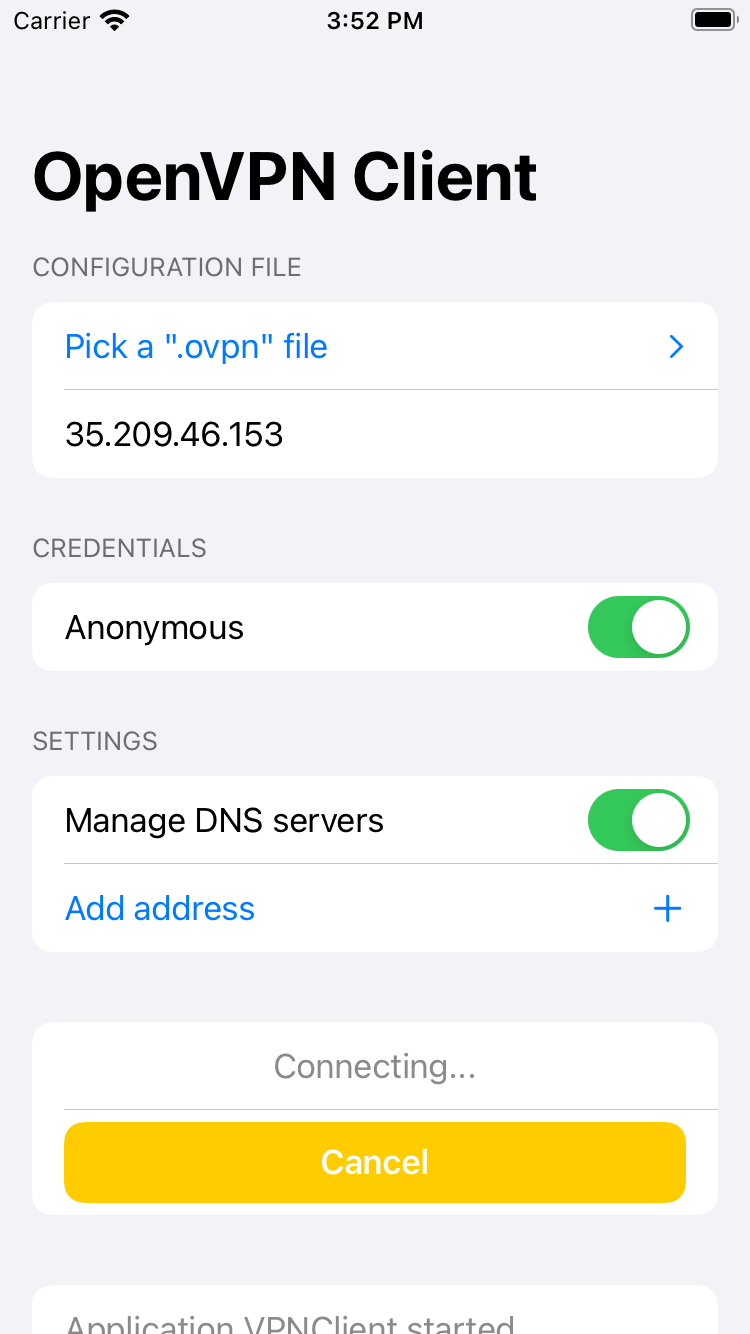 Carrier 3:52 PM
OpenVPN Client
CONFIGURATION FILE
Pick a ".ovpn" file
35.209.46.153
CREDENTIALS
Anonymous
SETTINGS
Manage DNS servers
Add address
Connecting...
Cancel
Application VPNClient started